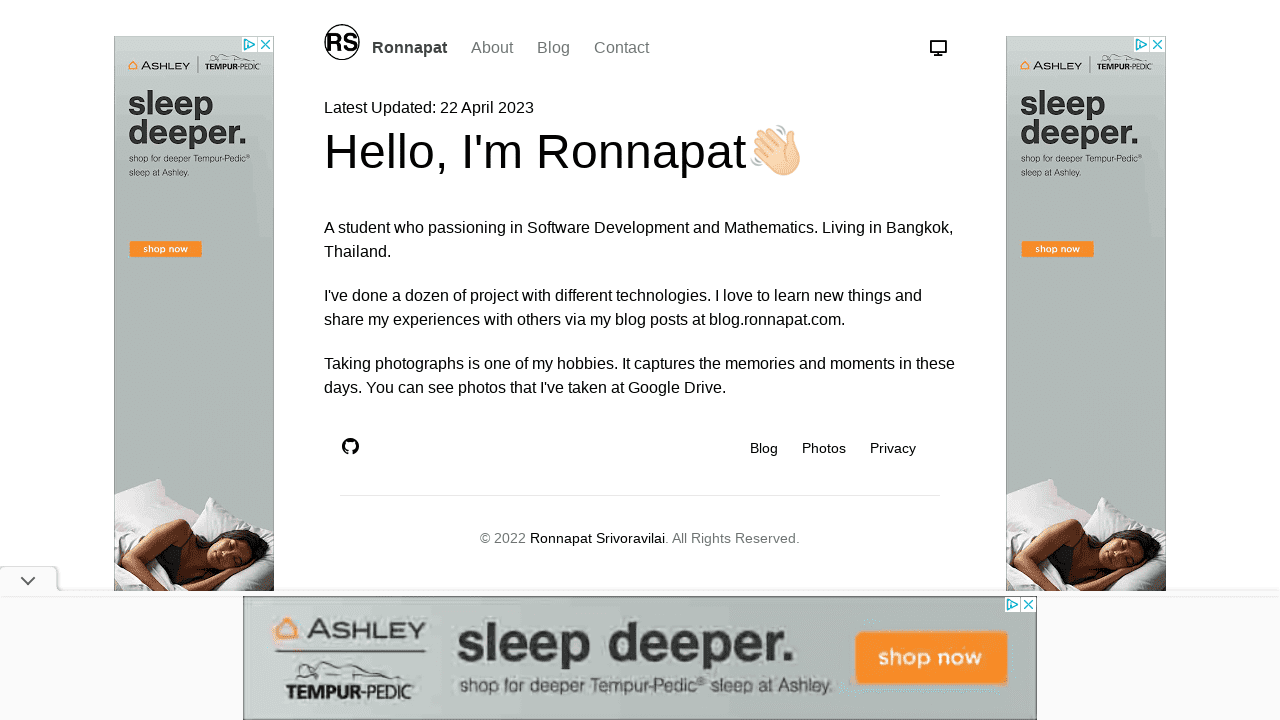 RS Ronnapat About Blog Contact
Latest Updated: 22 April 2023
Hello, I'm Ronnapat
A student who passioning in Software Development and Mathematics. Living in Bangkok,
Thailand.
I've done a dozen of project with different technologies. I love to learn new things and
share my experiences with others via my blog posts at blog.ronnapat.com.
Taking photographs is one of my hobbies. It captures the memories and moments in these
days. You can see photos that I've taken at Google Drive.
Blog Photos Privacy
© 2022 Ronnapat Srivoravilai. All Rights Reserved.
ASHLEY TEMPUR-PEDIC
sleep
deeper.
shop for deeper Tempur-Pedic®
sleep at Ashley.
shop now
ASHLEY TEMPUR-PEDIC
sleep
deeper.
shop for deeper Tempur-Pedic®
sleep at Ashley.
shop now
ASHLEY
TEMPUR-PEDIC
sleep deeper.
shop for deeper Tempur-Pedic® sleep at Ashley.
shop now